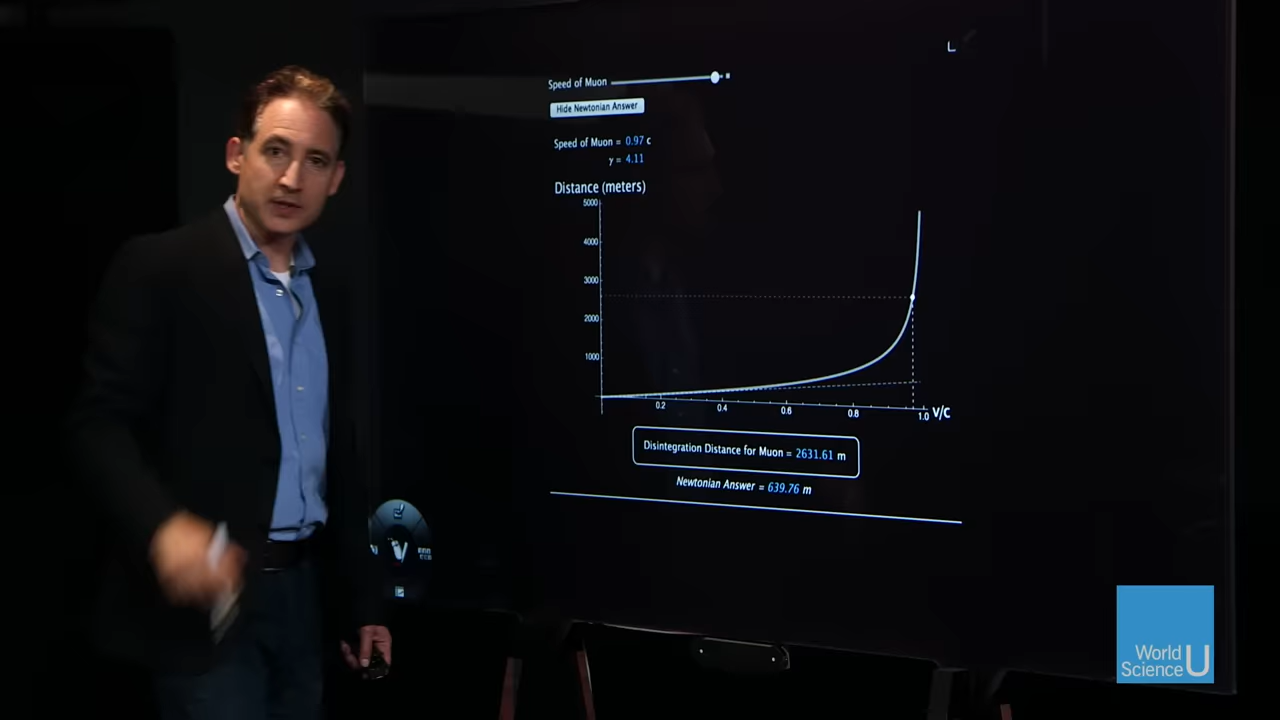 Speed of Muon
Hide Newtonian Answer
Speed of Muon = 0.97 c
γ = 4.11
Distance (meters)
5000
4000
3000
2000
1000
0.2 0.4 0.6 0.8 1.0 V/c
Disintegration Distance for Muon = 2631.61 m
Newtonian Answer = 639.76 m
World
Science U